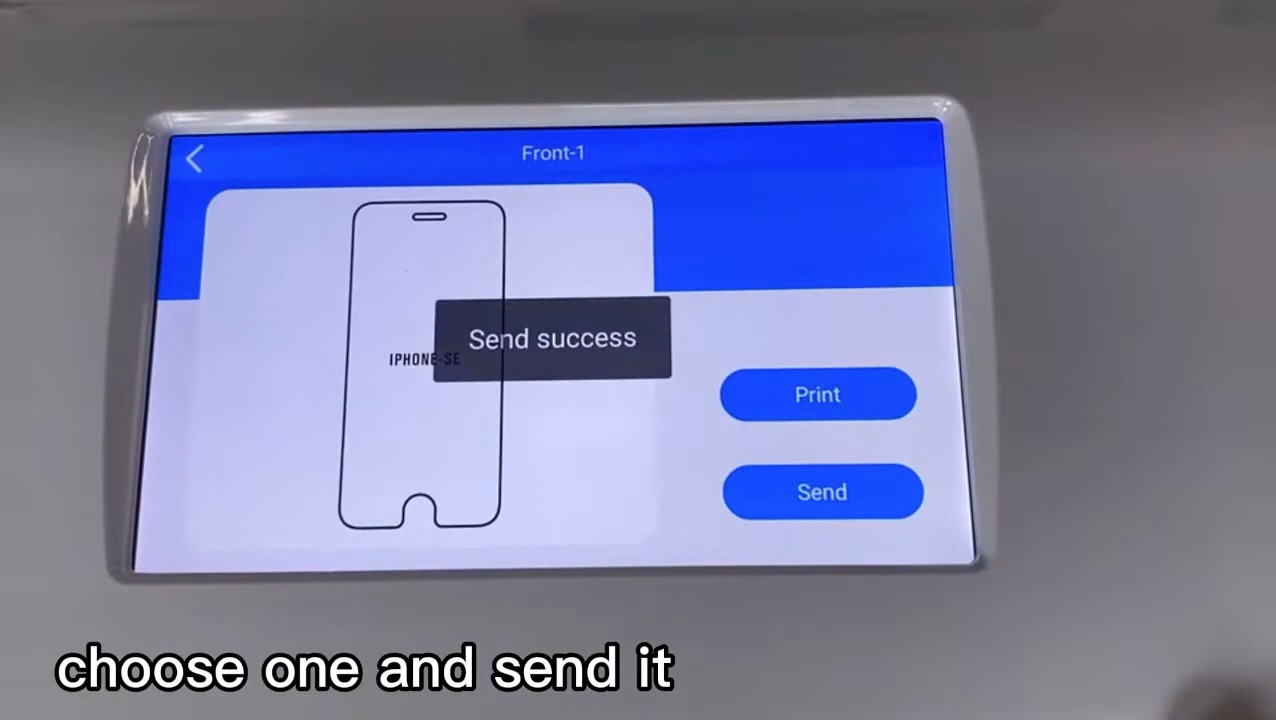 Front-1
Send success
IPHONE-SE
Print
Send
choose one and send it